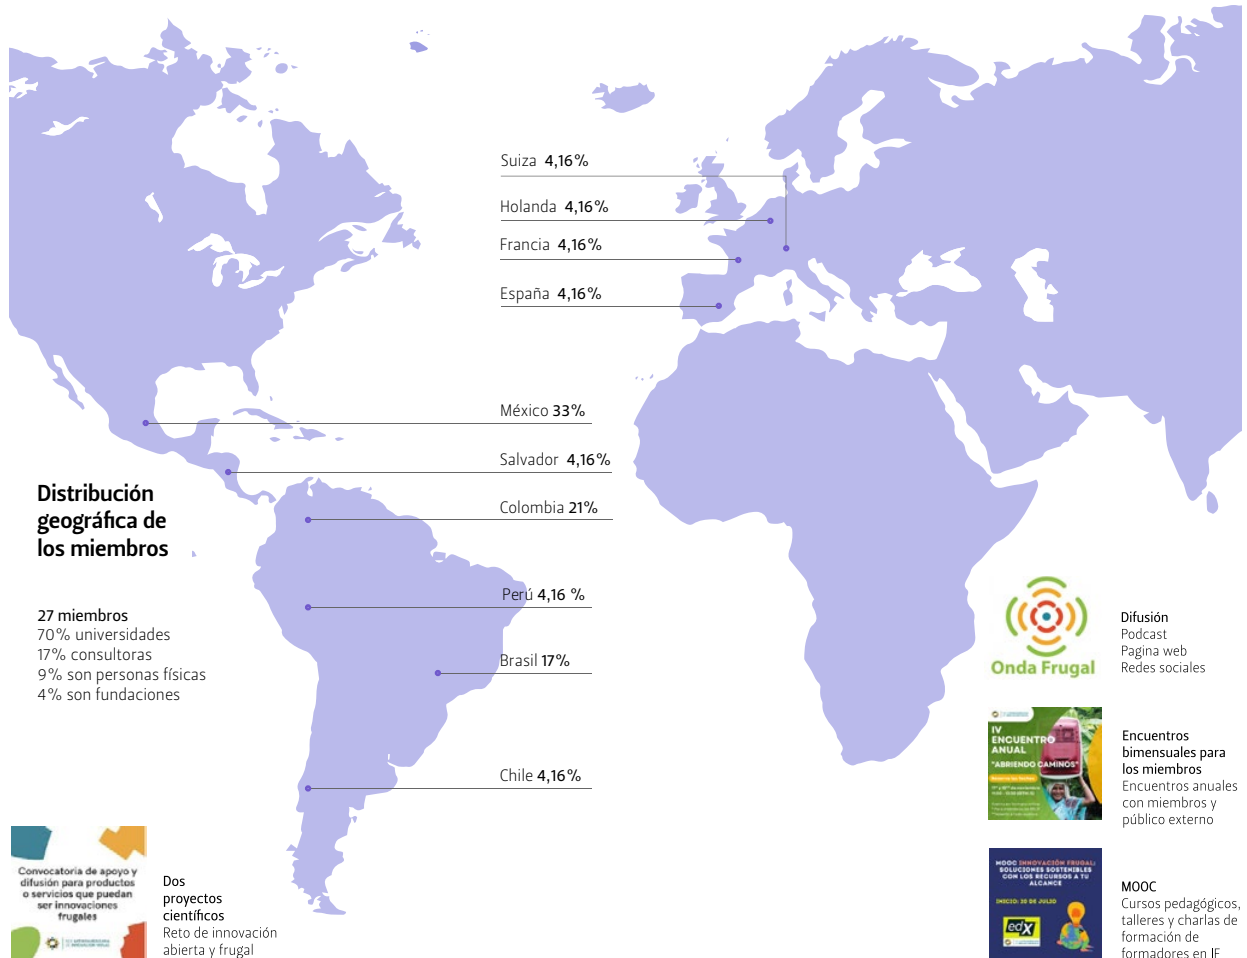 Suiza 4,16%
Holanda 4,16%
Francia 4,16%
España 4,16%
México 33%
Salvador 4,16%
Colombia 21%
Perú 4,16 %
Brasil 17%
Chile 4,16%
Distribución
geográfica de
los miembros
27 miembros
70% universidades
17% consultoras
9% son personas físicas
4% son fundaciones
Onda Frugal
Difusión
Podcast
Pagina web
Redes sociales
IV
ENCUENTRO
ANUAL
"ABRIENDO CAMINOS"
Encuentros
bimensuales para
los miembros
Encuentros anuales
con miembros y
público externo
MOOC INNOVACIÓN FRUGAL:
SOLUCIONES SOSTENIBLES
CON LOS RECURSOS A TU
ALCANCE
INICIO: 20 DE JULIO
edX
MOOC
Cursos pedagógicos,
talleres y charlas de
formación de
formadores en IF
Convocatoria de apoyo y
difusión para productos
o servicios que puedan
ser innovaciones
frugales
Dos
proyectos
científicos
Reto de innovación
abierta y frugal